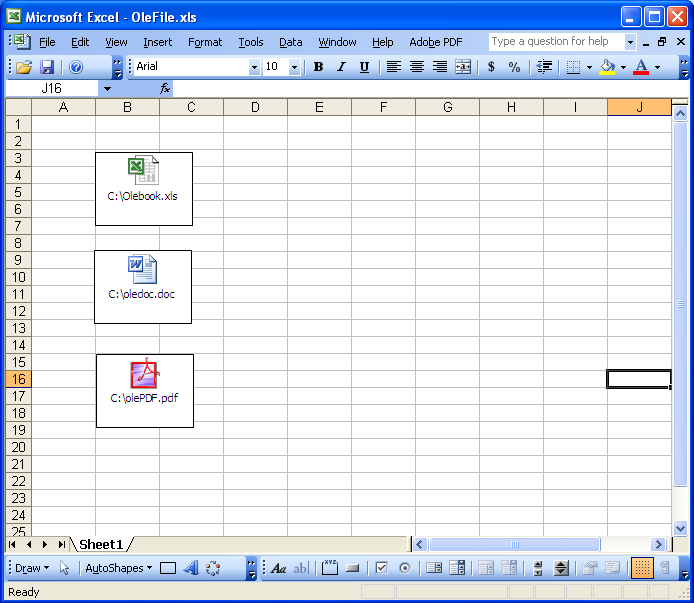 Microsoft Excel - OleFile.xls
File Edit View Insert Format Tools Data Window Help Adobe PDF Type a question for help
Arial 10 B I U $ %
J16 fx
A B C D E F G H I J
1
2
3
4
5
6
7
8
9
10
11
12
13
14
15
16
17
18
19
20
21
22
23
24
25
C:\Olebook.xls
C:\oledoc.doc
C:\olePDF.pdf
Sheet1
Draw AutoShapes Aa ab|
Ready